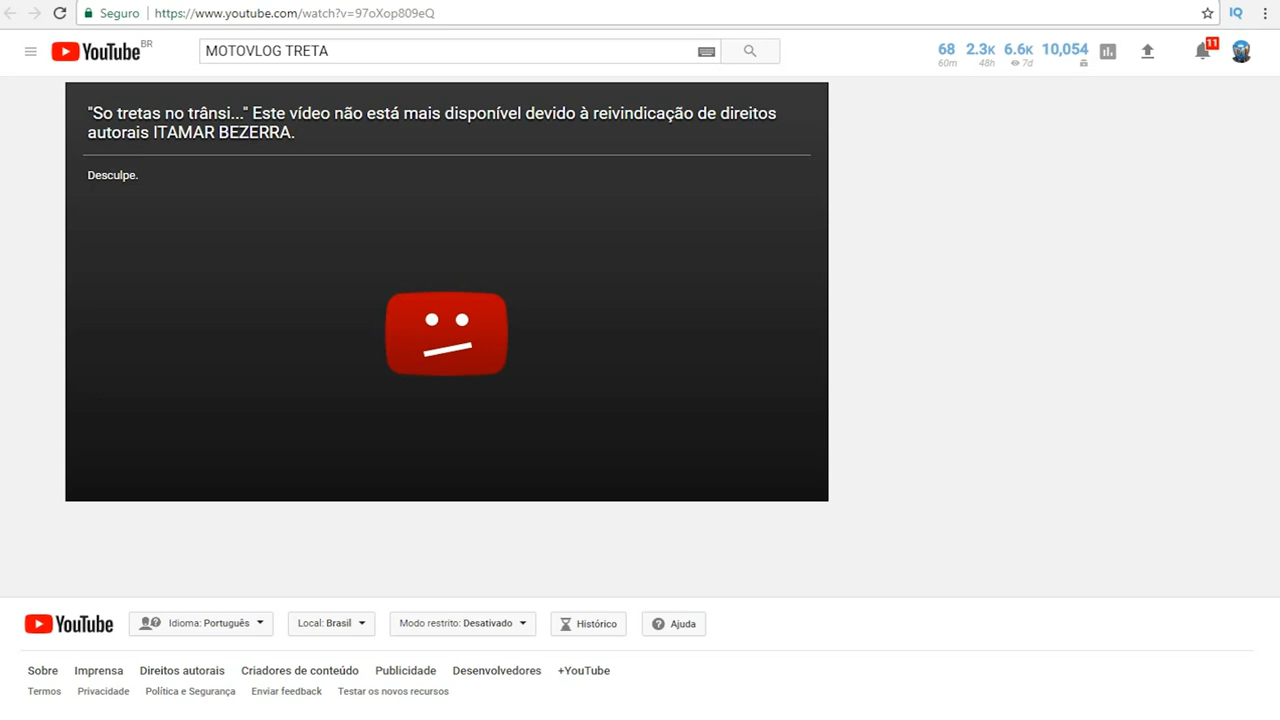 Seguro https://www.youtube.com/watch?v=97oXop809eQ IQ
YouTube BR MOTOVLOG TRETA 68 2.3K 6.6K 10,054 11
60m 48h 7d
"So tretas no trânsi..." Este vídeo não está mais disponível devido à reivindicação de direitos
autorais ITAMAR BEZERRA.
Desculpe.
YouTube Idioma: Português Local: Brasil Modo restrito: Desativado Histórico Ajuda
Sobre Imprensa Direitos autorais Criadores de conteúdo Publicidade Desenvolvedores +YouTube
Termos Privacidade Política e Segurança Enviar feedback Testar os novos recursos